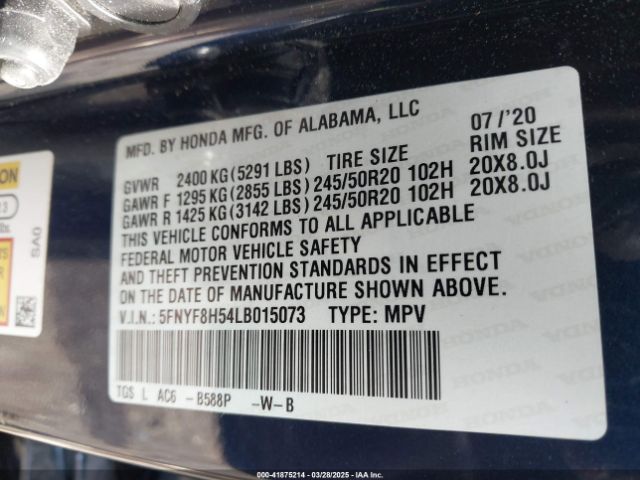 MFD. BY HONDA MFG. OF ALABAMA, LLC 07/'20
GVWR 2400 KG (5291 LBS) TIRE SIZE RIM SIZE
GAWR F 1295 KG (2855 LBS) 245/50R20 102H 20X8.0J
GAWR R 1425 KG (3142 LBS) 245/50R20 102H 20X8.0J
THIS VEHICLE CONFORMS TO ALL APPLICABLE
FEDERAL MOTOR VEHICLE SAFETY
AND THEFT PREVENTION STANDARDS IN EFFECT
ON THE DATE OF MANUFACTURE SHOWN ABOVE.
V.I.N.: 5FNYF8H54LB015073 TYPE: MPV
TGS L AC6 -B588P -W-B
SA0
000-41875214 - 03/28/2025 - IAA Inc.